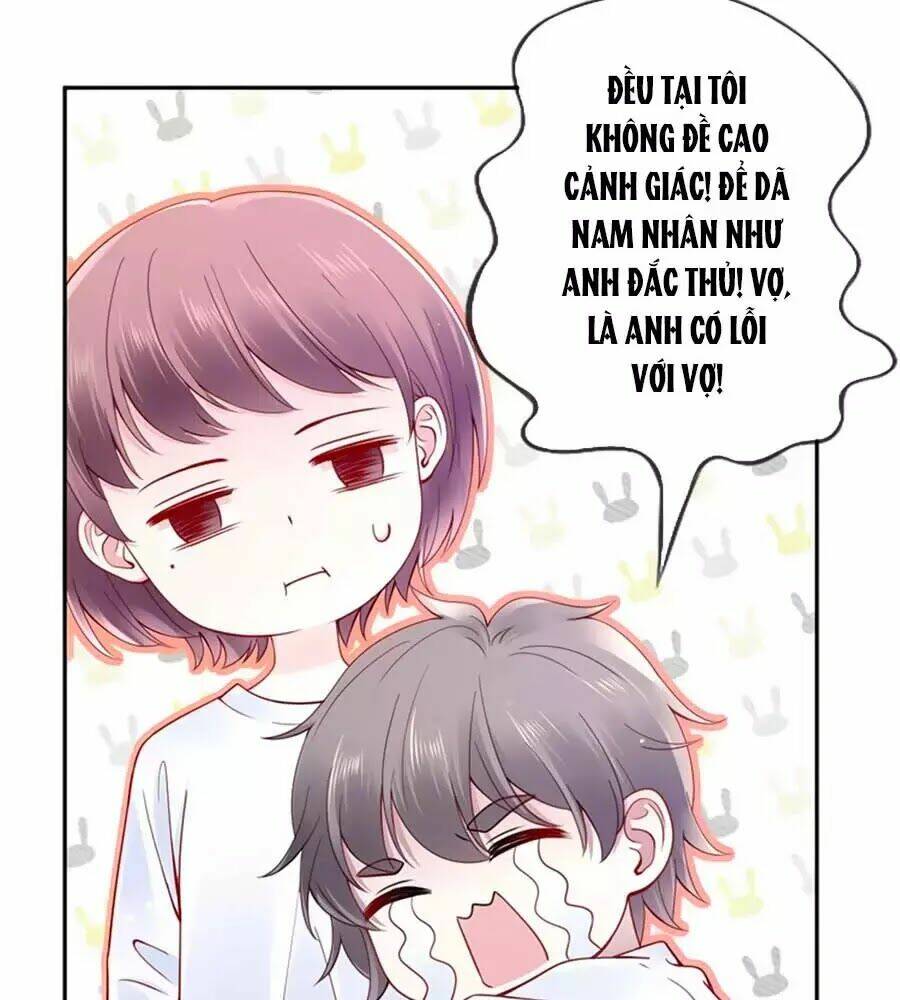 ĐỀU TẠI TÔI
KHÔNG ĐỀ CAO
CẢNH GIÁC! ĐỂ DÃ
NAM NHÂN NHƯ
ANH ĐẮC THỦ! VỢ,
LÀ ANH CÓ LỖI
VỚI VỢ!